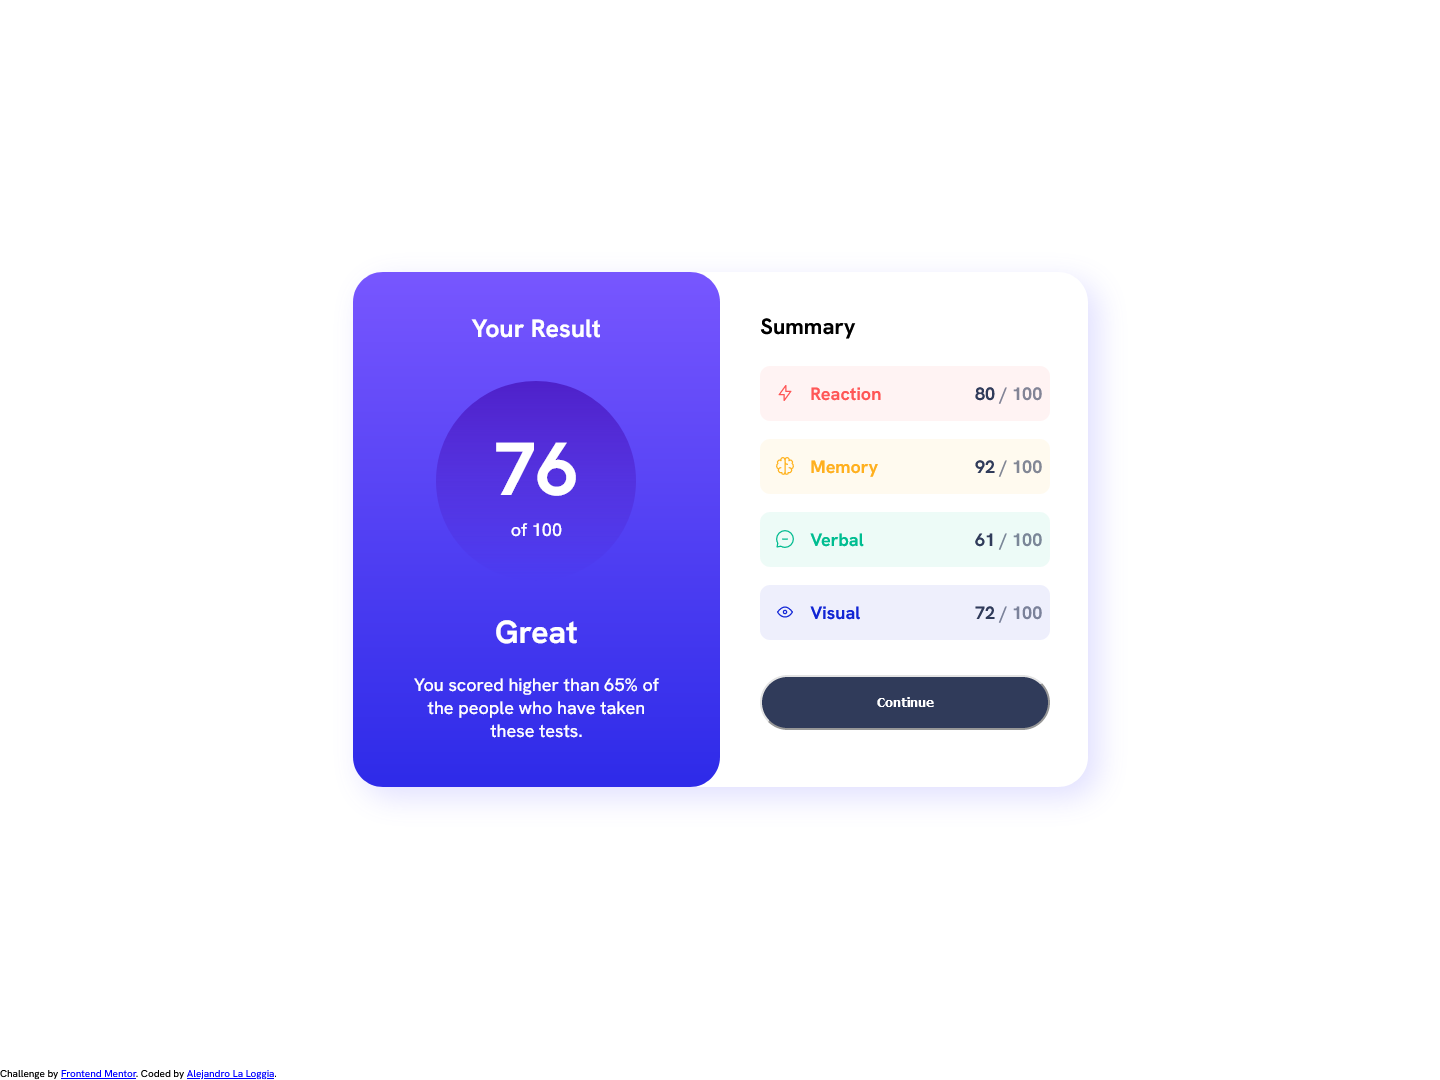 Your Result
76
of 100
Great
You scored higher than 65% of
the people who have taken
these tests.
Summary
Reaction 80 / 100
Memory 92 / 100
Verbal 61 / 100
Visual 72 / 100
Continue
Challenge by Frontend Mentor. Coded by Alejandro La Loggia.